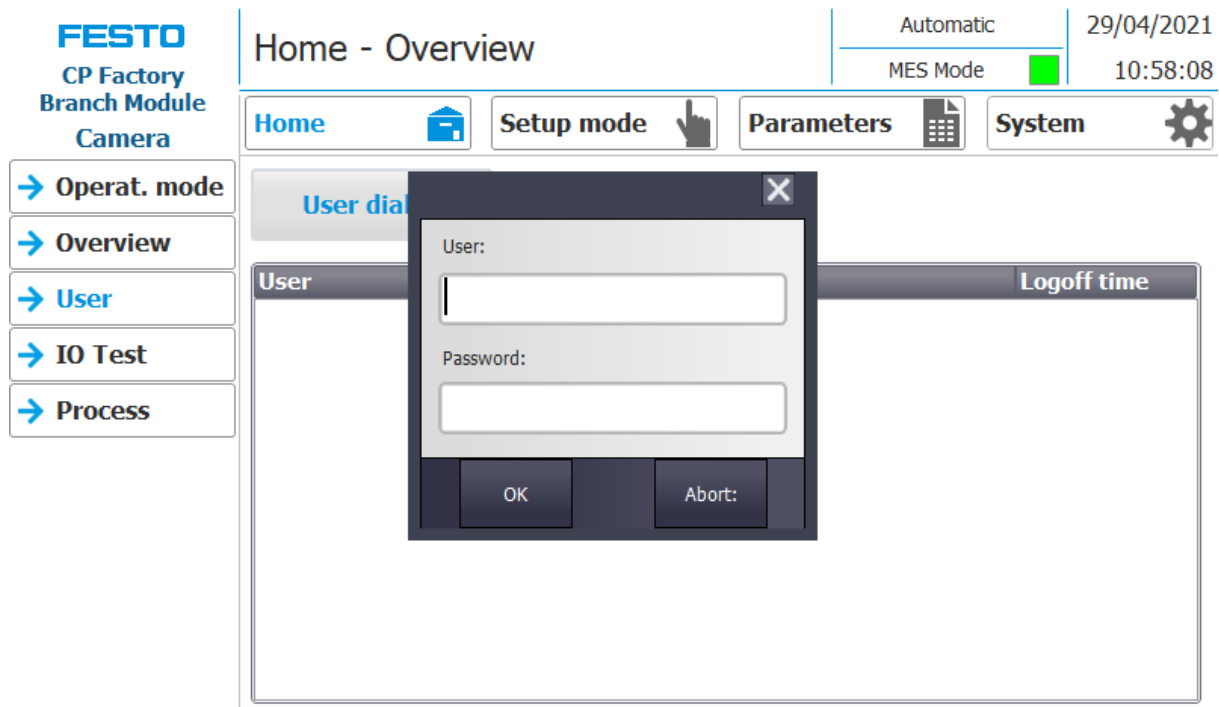 FESTO
CP Factory
Branch Module
Camera
Home - Overview
Automatic
MES Mode
29/04/2021
10:58:08
Home
Setup mode
Parameters
System
Operat. mode
Overview
User
IO Test
Process
User dial
User
Logoff time
User:
Password:
OK
Abort: